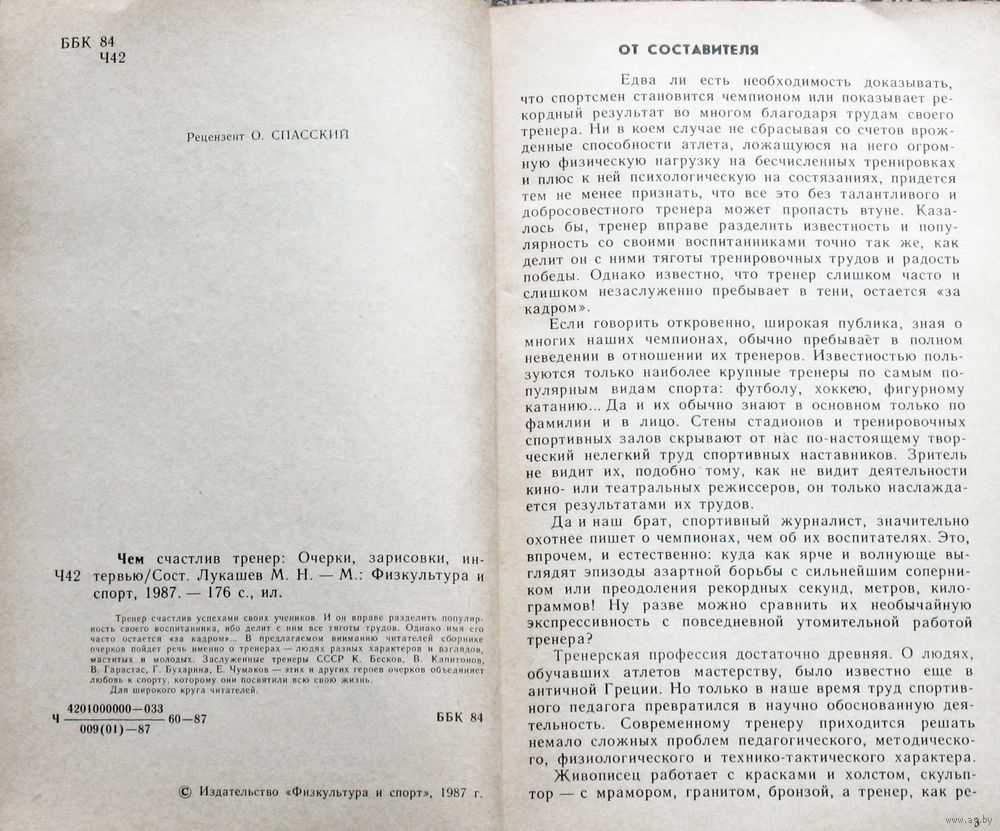 ББК 84
Ч42
Рецензент О. СПАССКИЙ
Чем счастлив тренер: Очерки, зарисовки, ин-
Ч42 тервью/Сост. Лукашев М. Н. — М.: Физкультура и
спорт, 1987. — 176 с., ил.
Тренер счастлив успехами своих учеников. И он вправе разделить популяр-
ность своего воспитанника, ибо делит с ним все тяготы трудов. Однако имя его
часто остается «за кадром»... В предлагаемом вниманию читателей сборнике
очерков пойдет речь именно о тренерах — людях разных характеров и взглядов,
маститых и молодых. Заслуженные тренеры СССР К. Бесков, В. Капитонов,
В. Гарастас, Г. Бухарина, Е. Чумаков — этих и других героев очерков объединяет
любовь к спорту, которому они посвятили всю свою жизнь.
Для широкого круга читателей.
4201000000—033
Ч 60—87
009(01)—87
ББК 84
© Издательство «Физкультура и спорт», 1987 г.
ОТ СОСТАВИТЕЛЯ
Едва ли есть необходимость доказывать,
что спортсмен становится чемпионом или показывает ре-
кордный результат во многом благодаря трудам своего
тренера. Ни в коем случае не сбрасывая со счетов врож-
денные способности атлета, ложащуюся на него огром-
ную физическую нагрузку на бесчисленных тренировках
и плюс к ней психологическую на состязаниях, придется
тем не менее признать, что все это без талантливого и
добросовестного тренера может пропасть втуне. Каза-
лось бы, тренер вправе разделить известность и попу-
лярность со своими воспитанниками точно так же, как
делит он с ними тяготы тренировочных трудов и радость
победы. Однако известно, что тренер слишком часто и
слишком незаслуженно пребывает в тени, остается «за
кадром».
Если говорить откровенно, широкая публика, зная о
многих наших чемпионах, обычно пребывает в полном
неведении в отношении их тренеров. Известностью поль-
зуются только наиболее крупные тренеры по самым по-
пулярным видам спорта: футболу, хоккею, фигурному
катанию... Да и их обычно знают в основном только по
фамилии и в лицо. Стены стадионов и тренировочных
спортивных залов скрывают от нас по-настоящему твор-
ческий нелегкий труд спортивных наставников. Зритель
не видит их, подобно тому, как не видит деятельности
кино- или театральных режиссеров, он только наслажда-
ется результатами их трудов.
Да и наш брат, спортивный журналист, значительно
охотнее пишет о чемпионах, чем об их воспитателях. Это,
впрочем, и естественно: куда как ярче и волнующе вы-
глядят эпизоды азартной борьбы с сильнейшим соперни-
ком или преодоления рекордных секунд, метров, кило-
граммов! Ну разве можно сравнить их необычайную
экспрессивность с повседневной утомительной работой
тренера?
Тренерская профессия достаточно древняя. О людях,
обучавших атлетов мастерству, было известно еще в
античной Греции. Но только в наше время труд спортив-
ного педагога превратился в научно обоснованную дея-
тельность. Современному тренеру приходится решать
немало сложных проблем педагогического, методическо-
го, физиологического и технико-тактического характера.
Живописец работает с красками и холстом, скульп-
тор — с мрамором, гранитом, бронзой, а тренер, как ре-
3
www.ay.by